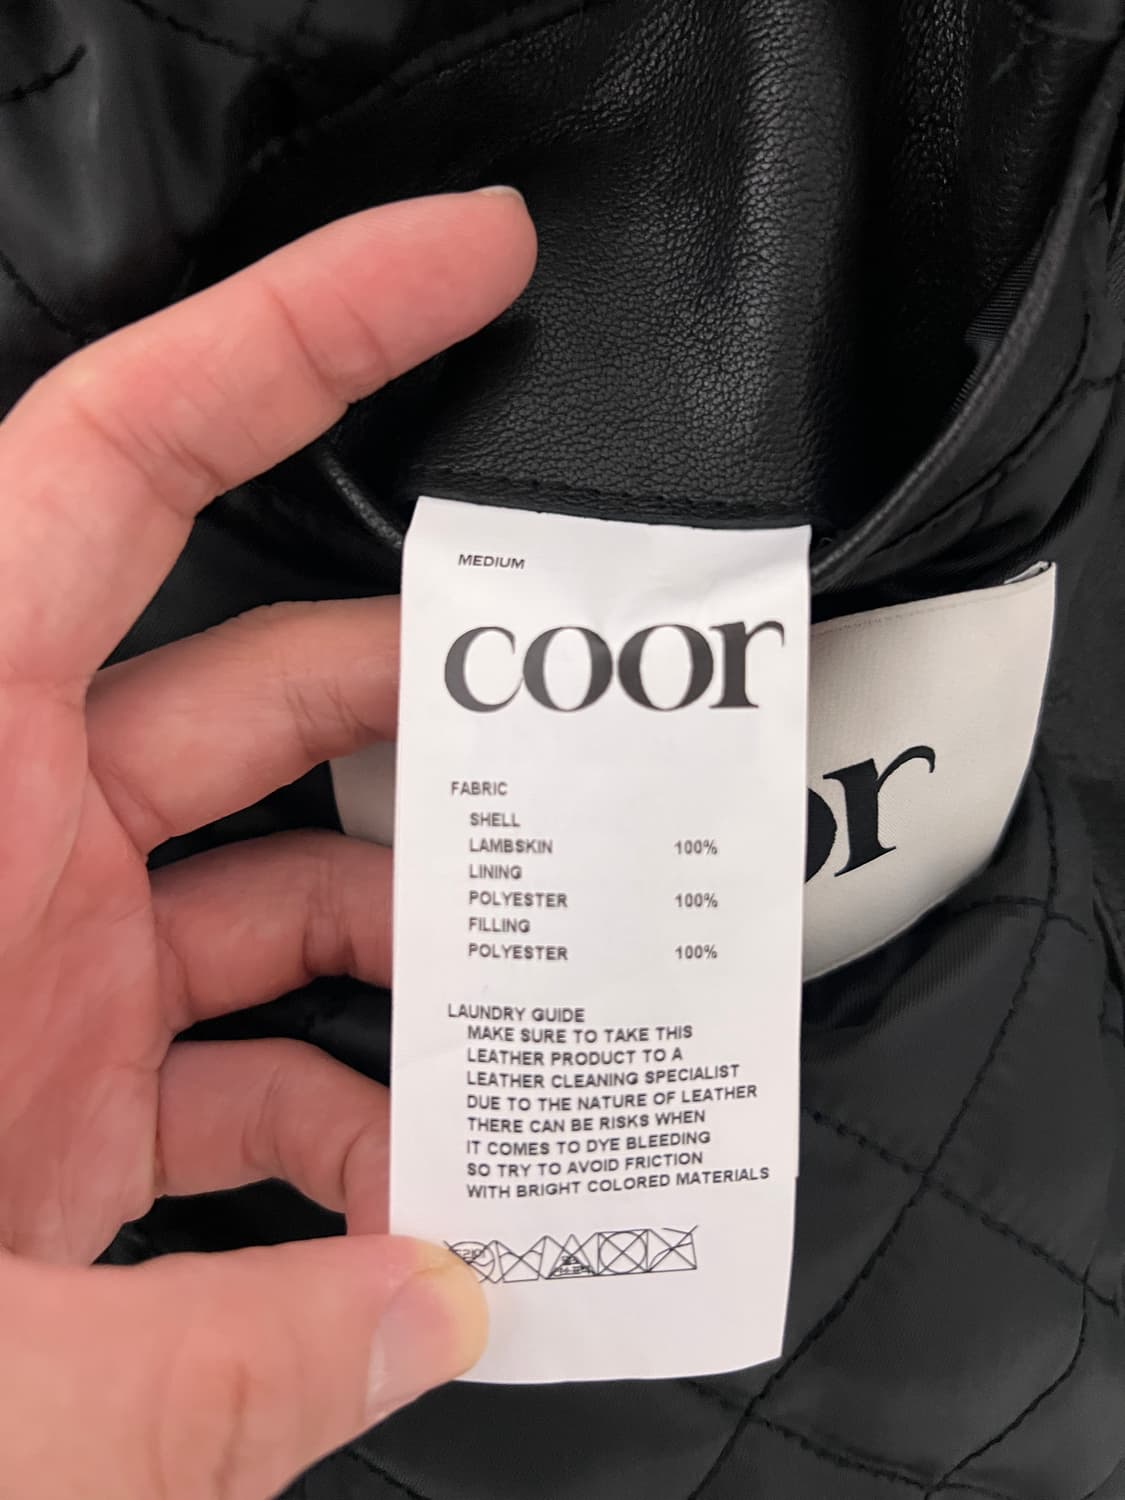 MEDIUM
coor
or
FABRIC
SHELL
LAMBSKIN 100%
LINING
POLYESTER 100%
FILLING
POLYESTER 100%
LAUNDRY GUIDE
MAKE SURE TO TAKE THIS
LEATHER PRODUCT TO A
LEATHER CLEANING SPECIALIST
DUE TO THE NATURE OF LEATHER
THERE CAN BE RISKS WHEN
IT COMES TO DYE BLEEDING
SO TRY TO AVOID FRICTION
WITH BRIGHT COLORED MATERIALS